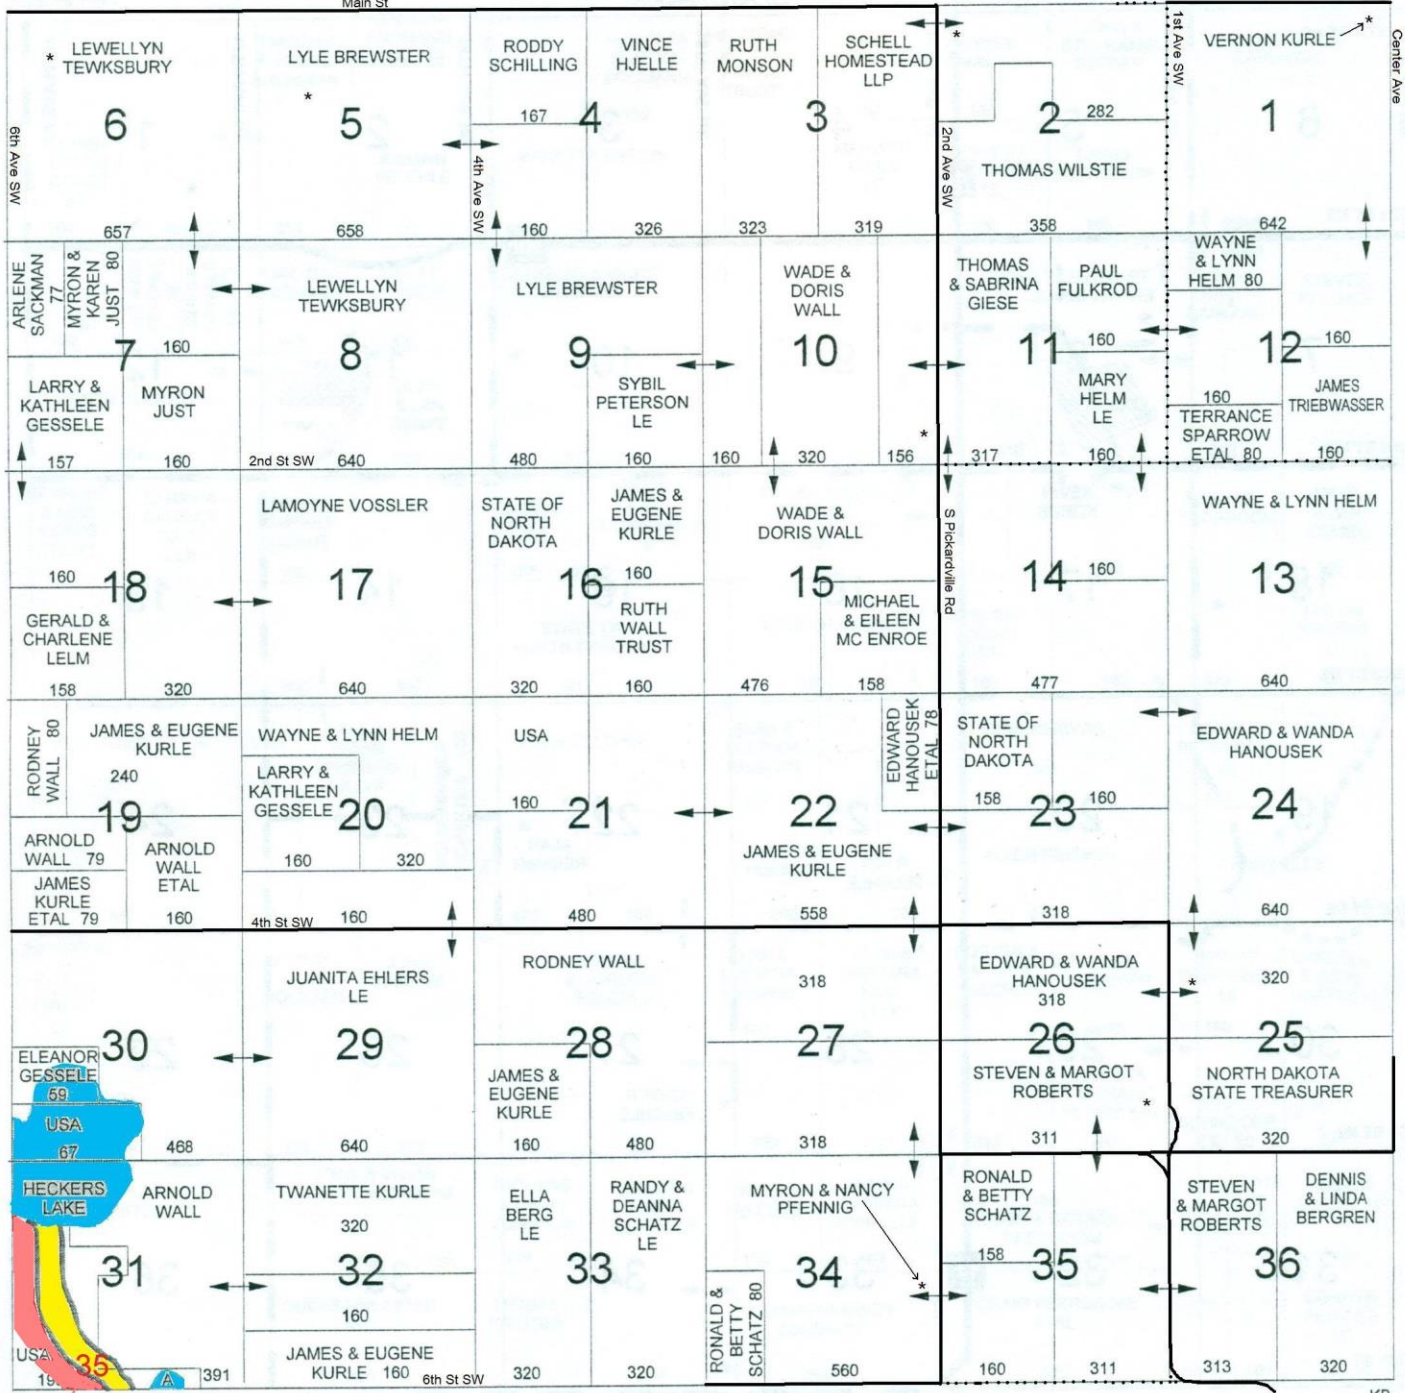 Main St
1st Ave SW
Center Ave
6th Ave SW
4th Ave SW
2nd Ave SW
* LEWELLYN
TEWKSBURY
6
657
LYLE BREWSTER
*
5
658
RODDY
SCHILLING
167
VINCE
HJELLE
4
160
326
RUTH
MONSON
SCHELL
HOMESTEAD
LLP
3
323
319
*
2
282
THOMAS WILSTIE
358
VERNON KURLE
*
1
642
ARLENE
SACKMAN
77
MYRON &
KAREN
JUST 80
7
160
LARRY &
KATHLEEN
GESSELE
157
MYRON
JUST
160
LEWELLYN
TEWKSBURY
8
2nd St SW
640
LYLE BREWSTER
9
SYBIL
PETERSON
LE
480
160
WADE &
DORIS
WALL
10
*
160
320
156
THOMAS
& SABRINA
GIESE
PAUL
FULKROD
160
11
MARY
HELM
LE
317
160
WAYNE
& LYNN
HELM 80
12
160
160
JAMES
TRIEBWASSER
TERRANCE
SPARROW
ETAL 80
160
160
18
GERALD &
CHARLENE
LELM
158
320
LAMOYNE VOSSLER
17
640
STATE OF
NORTH
DAKOTA
JAMES &
EUGENE
KURLE
160
16
RUTH
WALL
TRUST
320
160
WADE &
DORIS WALL
15
MICHAEL
& EILEEN
MC ENROE
476
158
S Pickardville Rd
14
160
477
WAYNE & LYNN HELM
13
640
RODNEY
WALL 80
JAMES & EUGENE
KURLE
240
19
ARNOLD
WALL 79
ARNOLD
WALL
ETAL
JAMES
KURLE
ETAL 79
160
WAYNE & LYNN HELM
LARRY &
KATHLEEN
GESSELE
20
160
320
4th St SW
160
USA
160
21
480
EDWARD
HANOUSEK
ETAL 78
22
JAMES & EUGENE
KURLE
558
STATE OF
NORTH
DAKOTA
158
23
160
318
EDWARD & WANDA
HANOUSEK
24
640
30
ELEANOR
GESSELE
59
USA
67
468
JUANITA EHLERS
LE
29
640
RODNEY WALL
28
JAMES &
EUGENE
KURLE
160
480
318
27
318
EDWARD & WANDA
HANOUSEK
318
26
STEVEN & MARGOT
ROBERTS
*
311
*
320
25
NORTH DAKOTA
STATE TREASURER
320
HECKERS
LAKE
ARNOLD
WALL
31
USA
35
A
391
TWANETTE KURLE
320
32
160
JAMES & EUGENE
KURLE 160
6th St SW
ELLA
BERG
LE
RANDY &
DEANNA
SCHATZ
LE
33
320
320
MYRON & NANCY
PFENNIG
34
*
RONALD &
BETTY
SCHATZ 80
560
RONALD
& BETTY
SCHATZ
158
35
160
311
STEVEN
& MARGOT
ROBERTS
DENNIS
& LINDA
BERGREN
36
313
320